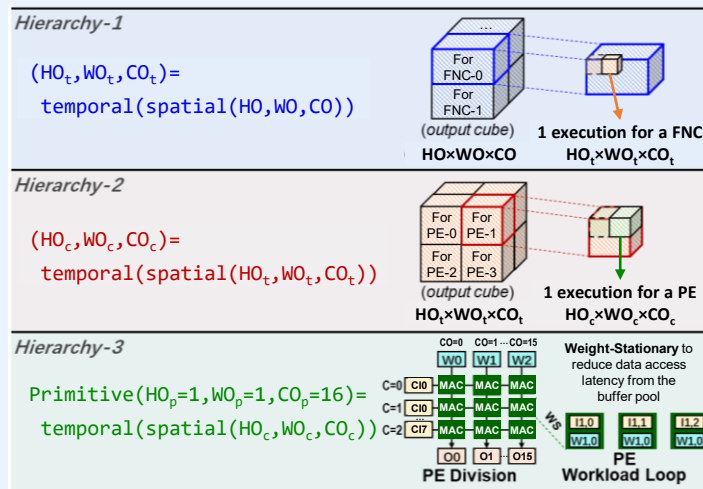 Hierarchy-1
(HOt,WOt,COt)=
temporal(spatial(HO,WO,CO))
...
For
FNC-0
For
FNC-1
(output cube)
HO×WO×CO
1 execution for a FNC
HOt×WOt×COt
Hierarchy-2
(HOc,WOc,COc)=
temporal(spatial(HOt,WOt,COt))
For
PE-0
For
PE-1
For
PE-2
For
PE-3
(output cube)
HOt×WOt×COt
1 execution for a PE
HOc×WOc×COc
Hierarchy-3
Primitive(HOp=1,WOp=1,COp=16)=
temporal(spatial(HOc,WOc,COc))
CO=0 CO=1 ... CO=15
W0 W1 W2
C=0 CI0 MAC MAC MAC
C=1 CI0 MAC MAC MAC
...
C=2 CI7 MAC MAC MAC
O0 O1 O15
PE Division
Weight-Stationary to
reduce data access
latency from the
buffer pool
WS
I1,0 I1,1 I1,2
W1,0 W1,0 W1,0
PE
Workload Loop